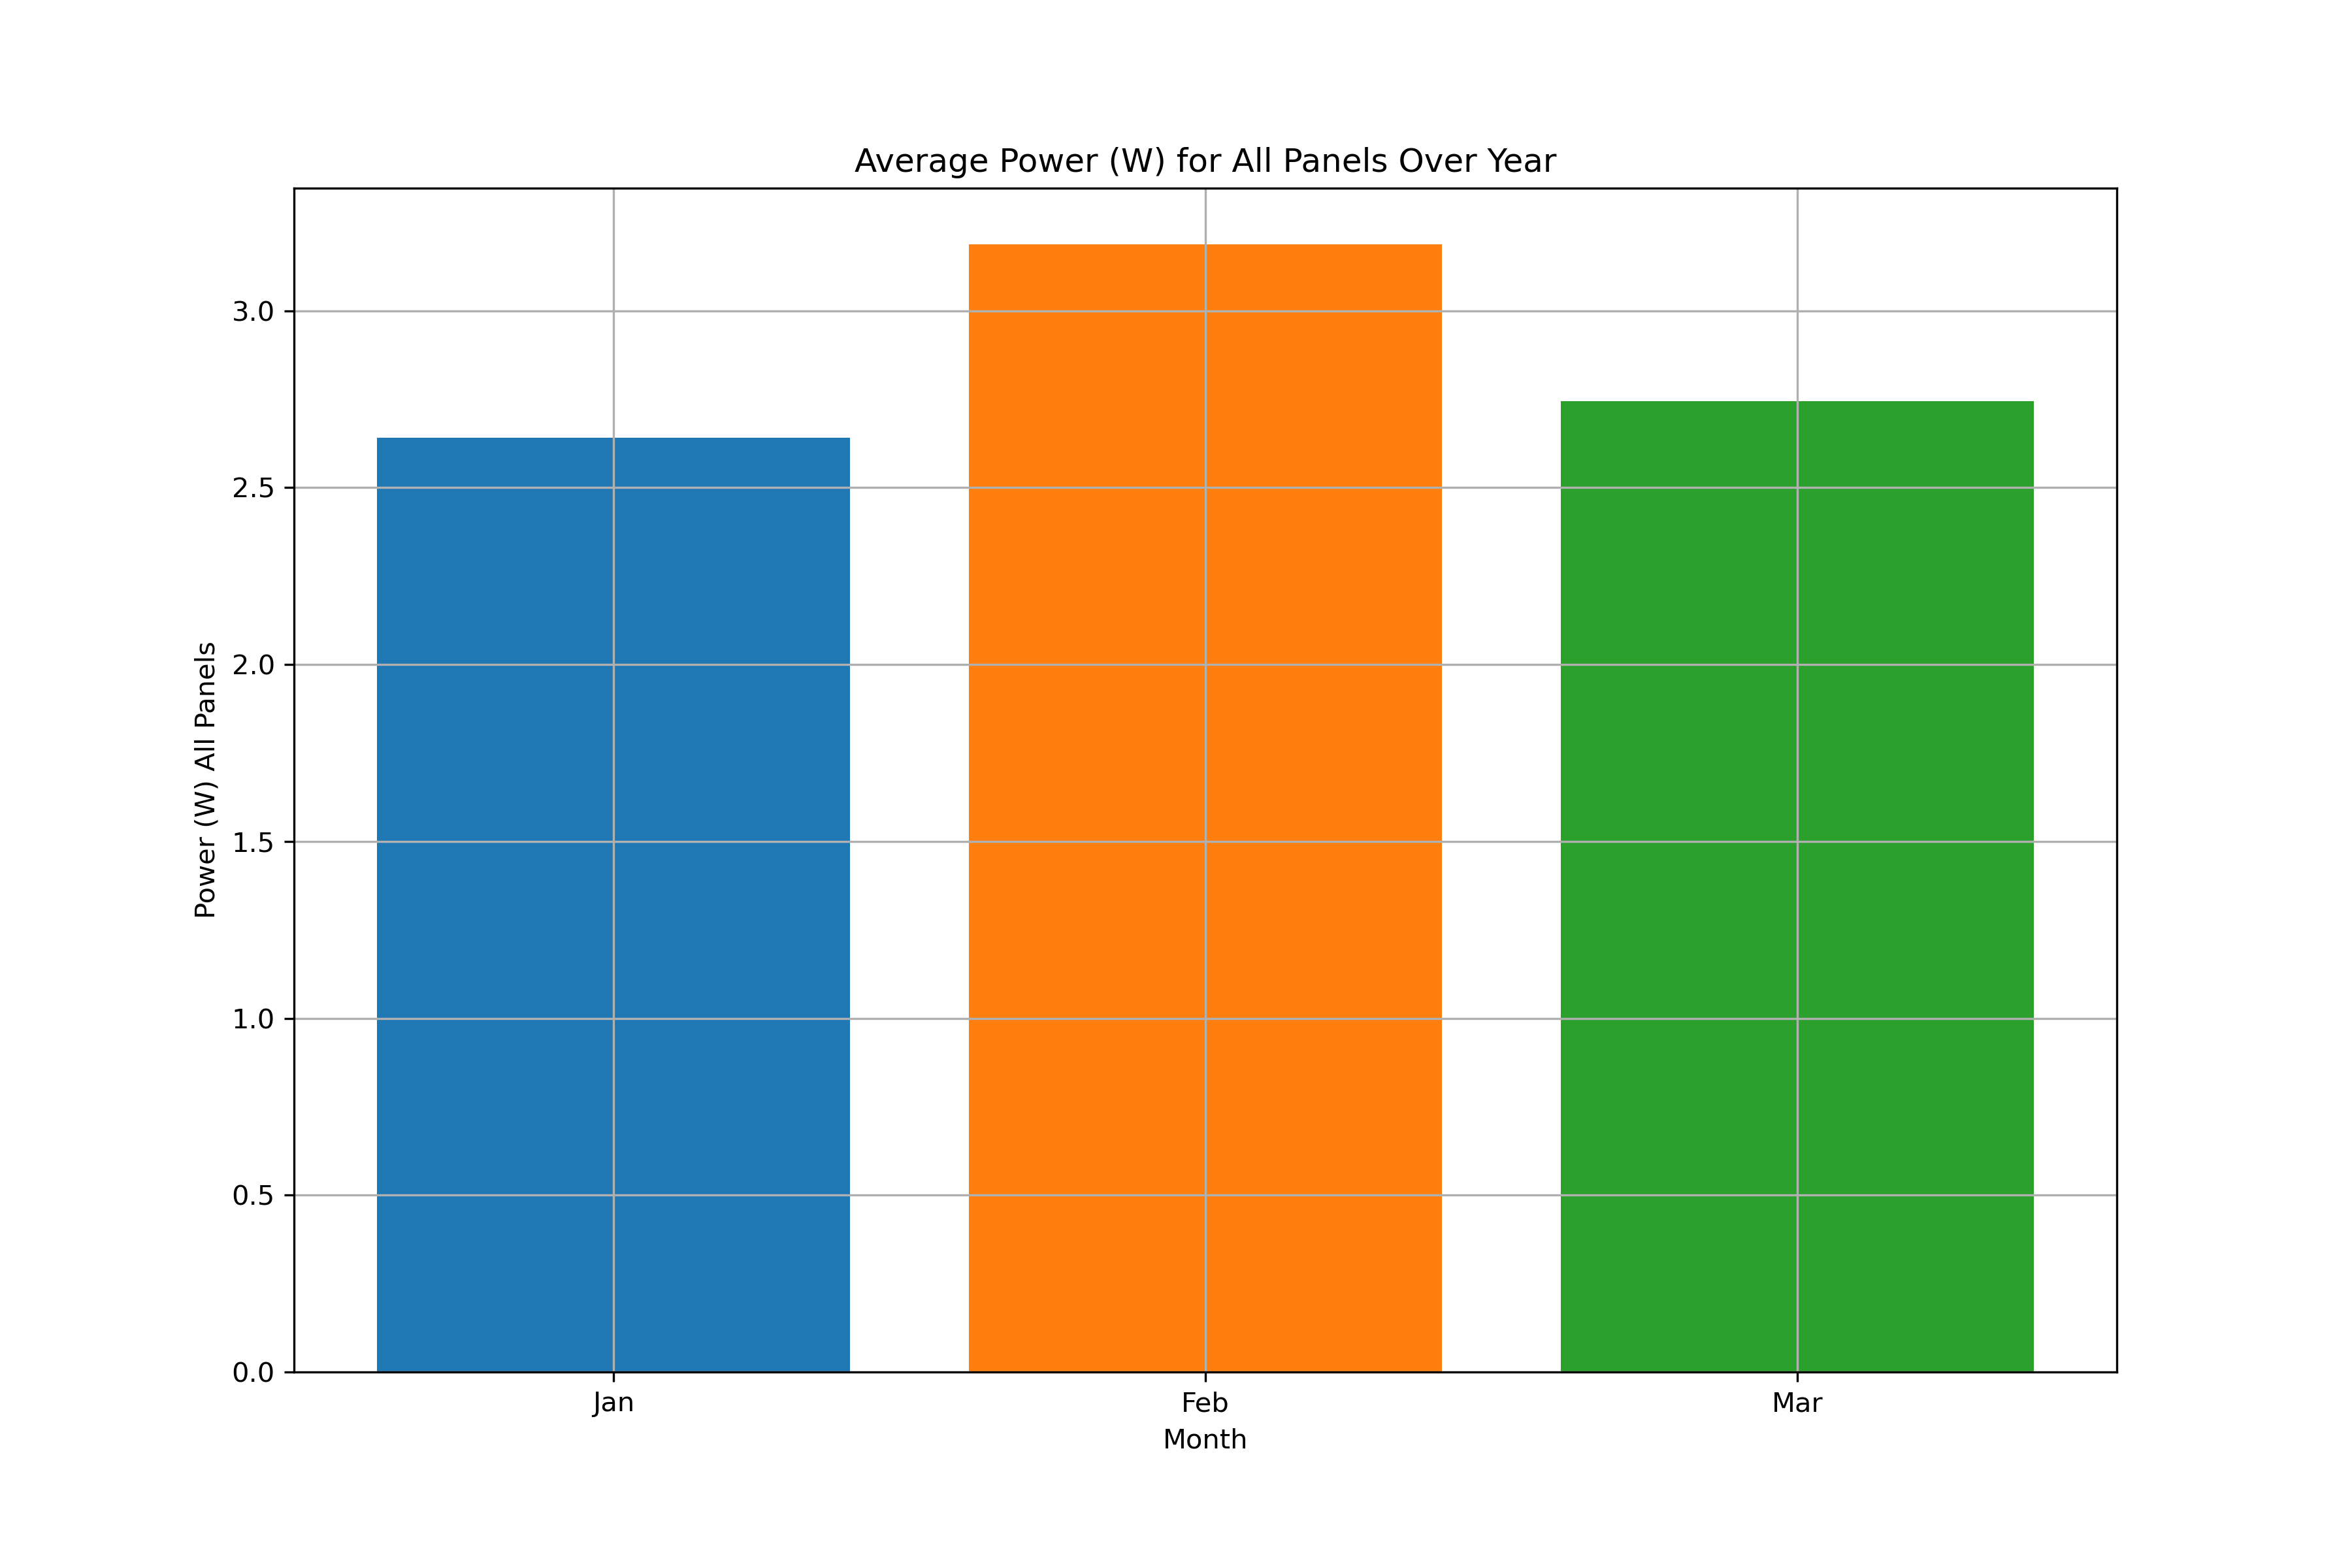 Average Power (W) for All Panels Over Year
Power (W) All Panels
3.0
2.5
2.0
1.5
1.0
0.5
0.0
Jan
Feb
Mar
Month